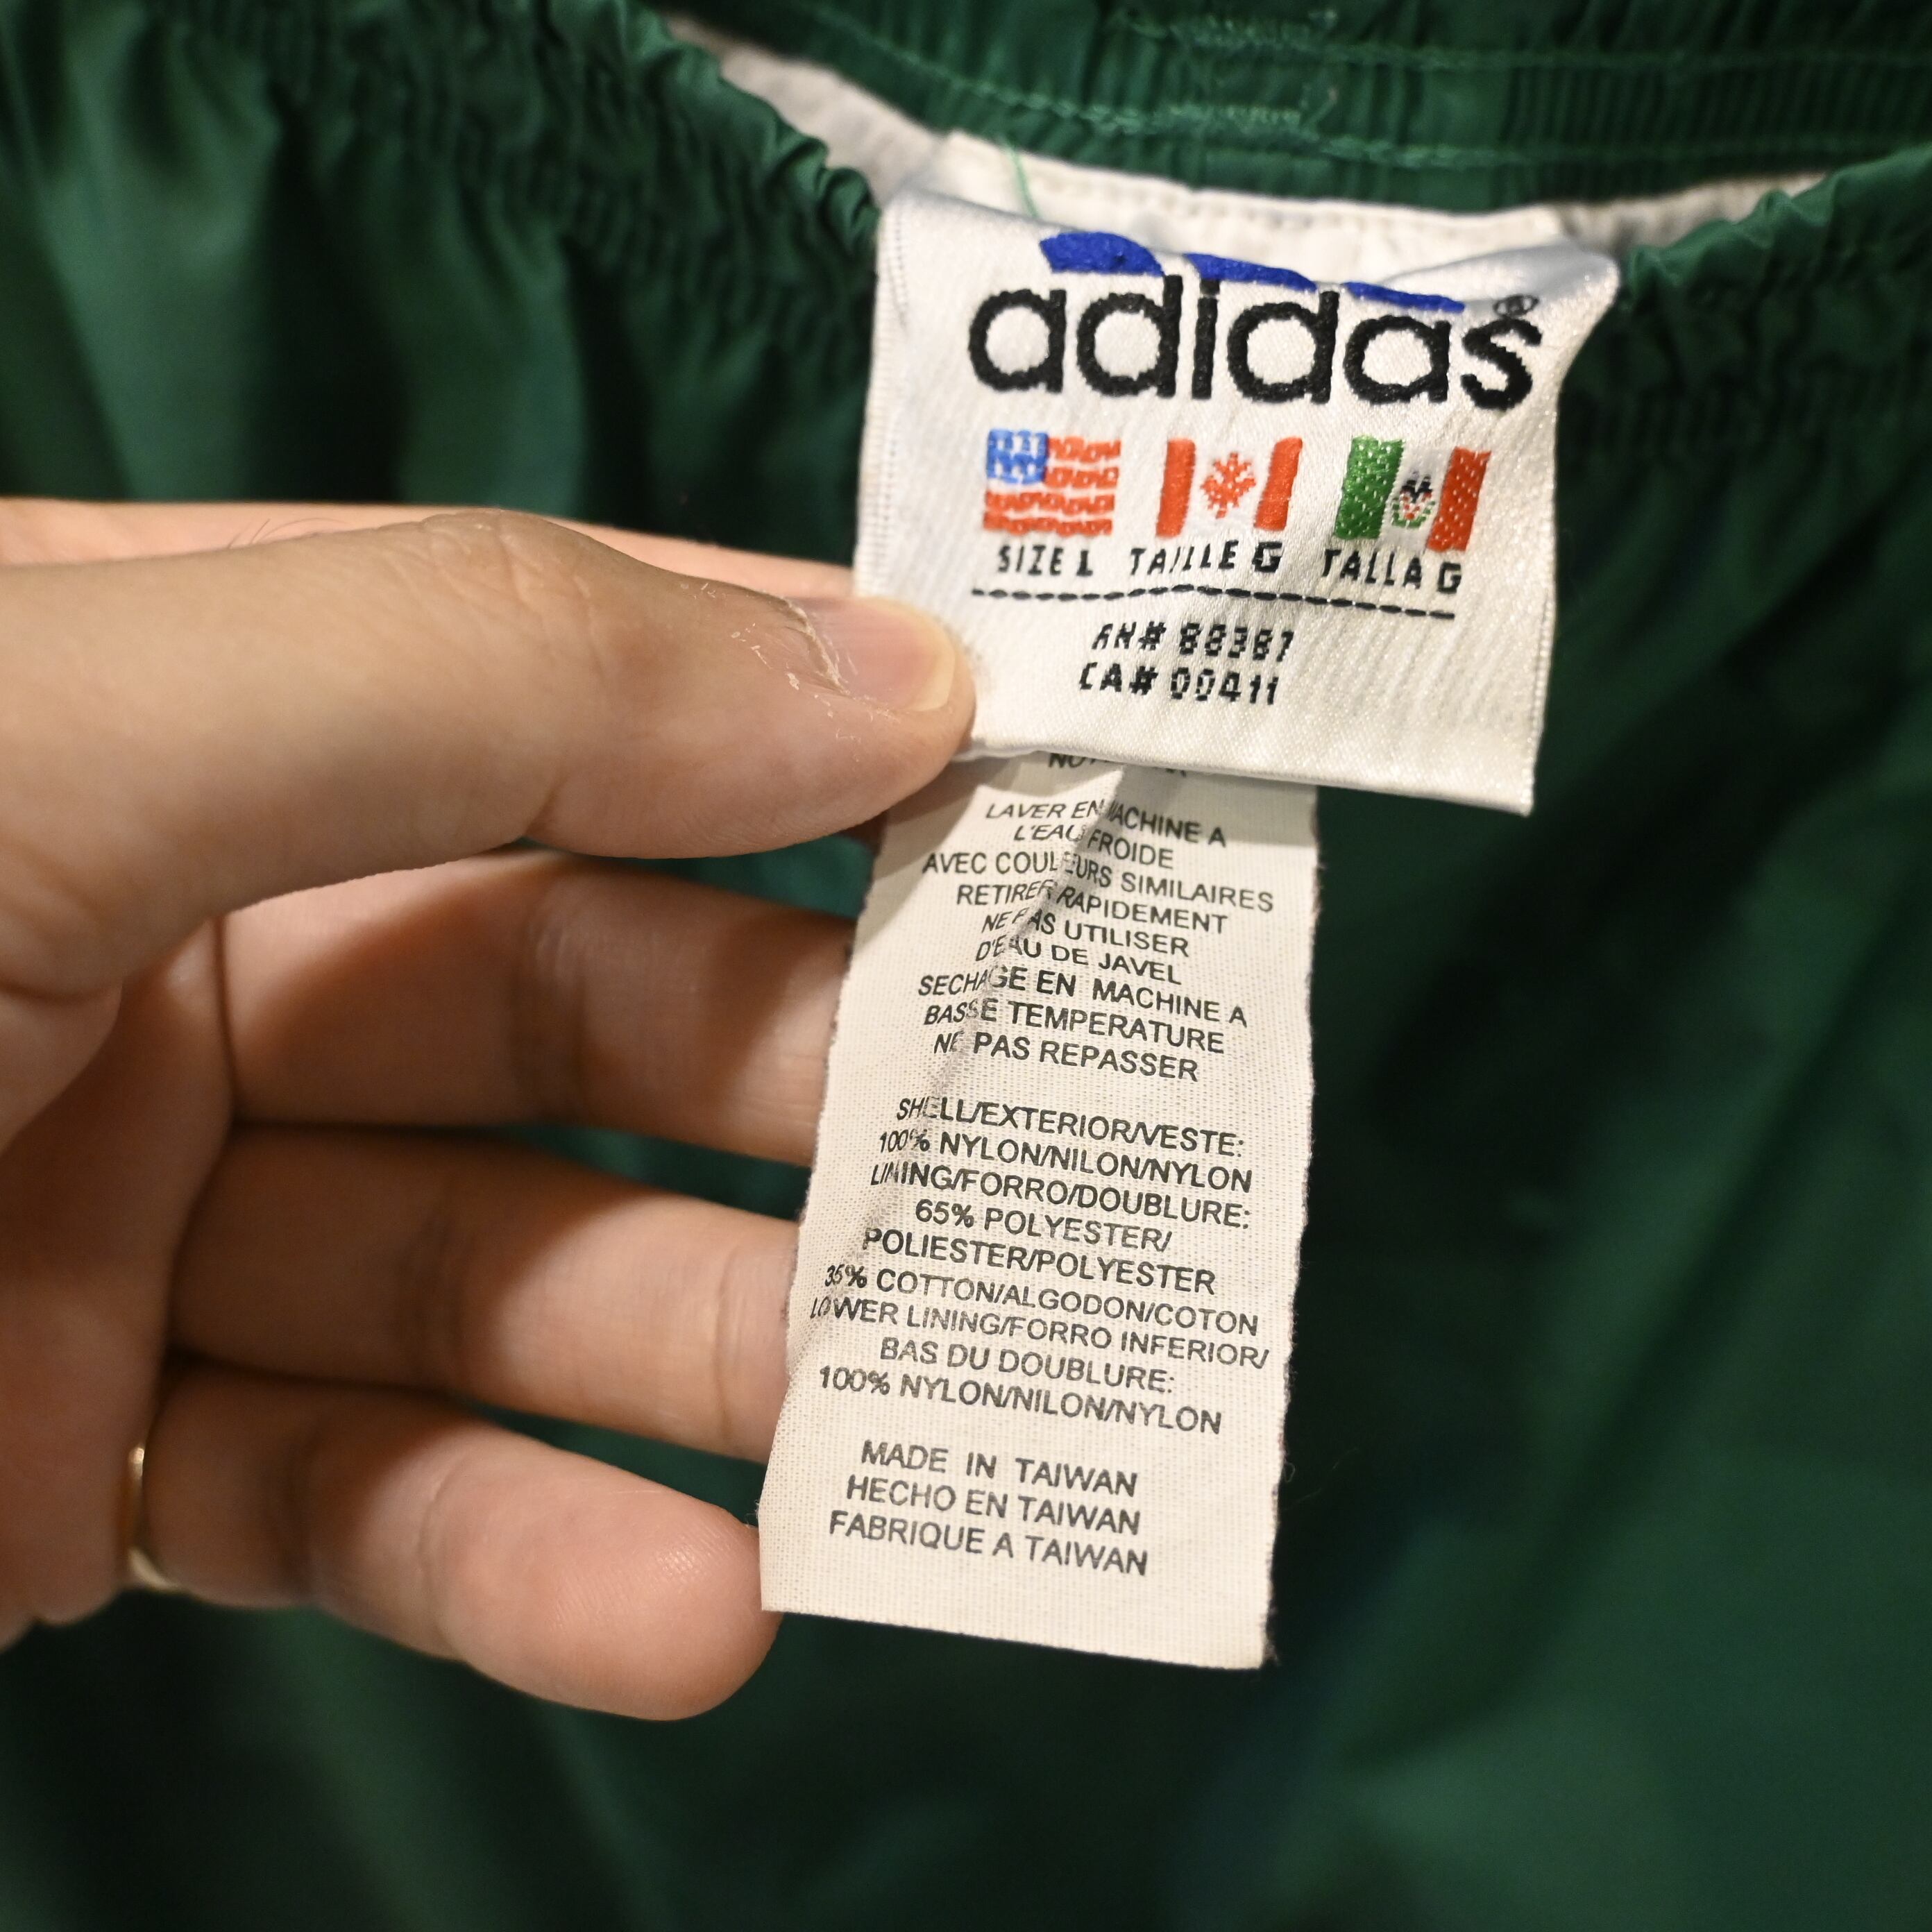 adidas®
SIZE L TAILLE G TALLA G
RN# 88387
CA# 00411
LAVER EN MACHINE A
L'EAU FROIDE
AVEC COULEURS SIMILAIRES
RETIRER RAPIDEMENT
NE PAS UTILISER
D'EAU DE JAVEL
SECHAGE EN MACHINE A
BASSE TEMPERATURE
NE PAS REPASSER
SHELL/EXTERIOR/VESTE:
100% NYLON/NILON/NYLON
LINING/FORRO/DOUBLURE:
65% POLYESTER/
POLIESTER/POLYESTER
35% COTTON/ALGODON/COTON
LOWER LINING/FORRO INFERIOR/
BAS DU DOUBLURE:
100% NYLON/NILON/NYLON
MADE IN TAIWAN
HECHO EN TAIWAN
FABRIQUE A TAIWAN